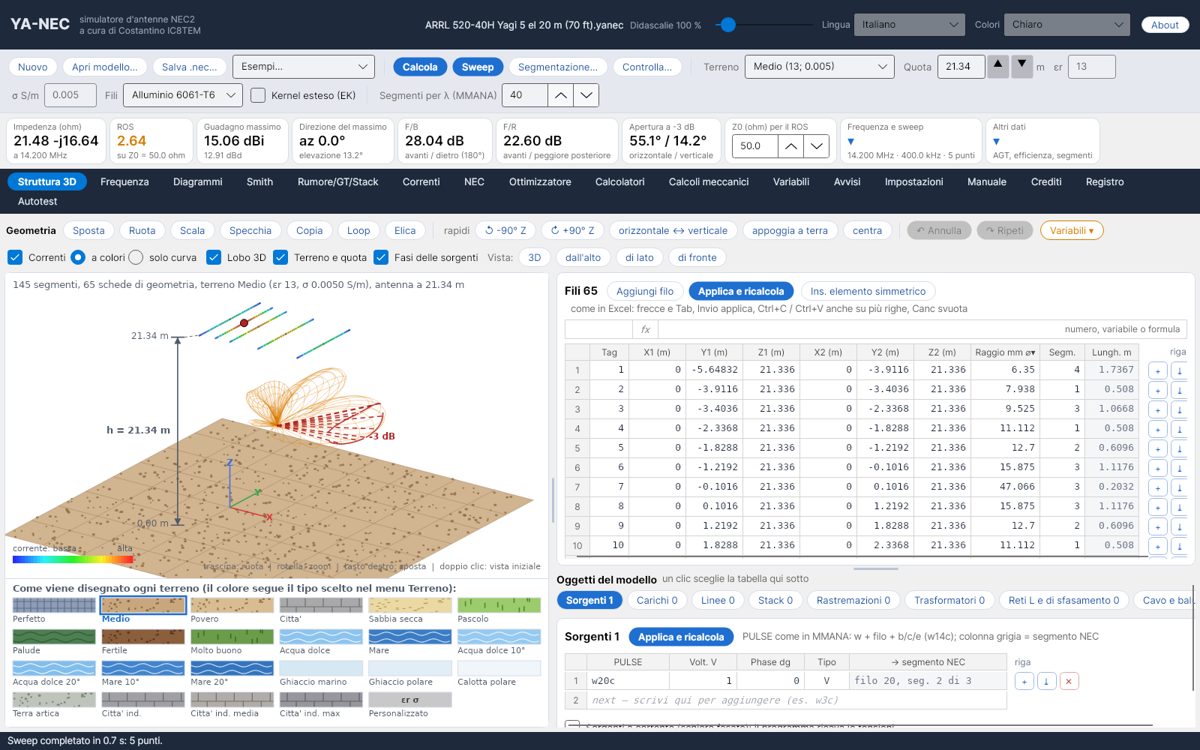 YA-NEC
simulatore d'antenne NEC2
a cura di Costantino IC8TEM
ARRL 520-40H Yagi 5 el 20 m (70 ft).yanec
Didascalie 100 %
Lingua
Italiano
Colori
Chiaro
About
Nuovo
Apri modello...
Salva .nec...
Esempi...
Calcola
Sweep
Segmentazione...
Controlla...
Terreno
Medio (13; 0.005)
Quota
21.34
m
εr
13
σ S/m
0.005
Fili
Alluminio 6061-T6
Kernel esteso (EK)
Segmenti per λ (MMANA)
40
Impedenza (ohm)
21.48 -j16.64
a 14.200 MHz
ROS
2.64
su Z0 = 50.0 ohm
Guadagno massimo
15.06 dBi
12.91 dBd
Direzione del massimo
az 0.0°
elevazione 13.2°
F/B
28.04 dB
avanti / dietro (180°)
F/R
22.60 dB
avanti / peggiore posteriore
Apertura a -3 dB
55.1° / 14.2°
orizzontale / verticale
Z0 (ohm) per il ROS
50.0
Frequenza e sweep
▼
14.200 MHz · 400.0 kHz · 5 punti
Altri dati
▼
AGT, efficienza, segmenti
Struttura 3D
Frequenza
Diagrammi
Smith
Rumore/GT/Stack
Correnti
NEC
Ottimizzatore
Calcolatori
Calcoli meccanici
Variabili
Avvisi
Impostazioni
Manuale
Crediti
Registro
Autotest
Geometria
Sposta
Ruota
Scala
Specchia
Copia
Loop
Elica
rapidi
↺ -90° Z
↻ +90° Z
orizzontale ↔ verticale
appoggia a terra
centra
↶ Annulla
↷ Ripeti
Variabili ▾
Correnti
a colori
solo curva
Lobo 3D
Terreno e quota
Fasi delle sorgenti
Vista:
3D
dall'alto
di lato
di fronte
145 segmenti, 65 schede di geometria, terreno Medio (εr 13, σ 0.0050 S/m), antenna a 21.34 m
21.34 m
h = 21.34 m
-3 dB
Z
Y
X
0.00 m
corrente: bassa
alta
trascina: ruota | rotella: zoom | tasto destro: sposta | doppio clic: vista iniziale
Come viene disegnato ogni terreno (il colore segue il tipo scelto nel menu Terreno):
Perfetto
Medio
Povero
Citta'
Sabbia secca
Pascolo
Palude
Fertile
Molto buono
Acqua dolce
Mare
Acqua dolce 10°
Acqua dolce 20°
Mare 10°
Mare 20°
Ghiaccio marino
Ghiaccio polare
Calotta polare
Terra artica
Citta' ind.
Citta' ind. media
Citta' ind. max
εr σ
Personalizzato
Fili 65
Aggiungi filo
Applica e ricalcola
Ins. elemento simmetrico
come in Excel: frecce e Tab, Invio applica, Ctrl+C / Ctrl+V anche su più righe, Canc svuota
fx
numero, variabile o formula
Tag X1 (m) Y1 (m) Z1 (m) X2 (m) Y2 (m) Z2 (m) Raggio mm ⌀▾ Segm. Lungh. m riga
1 1 0 -5.64832 21.336 0 -3.9116 21.336 6.35 4 1.7367 + ↓
2 2 0 -3.9116 21.336 0 -3.4036 21.336 7.938 1 0.508 + ↓
3 3 0 -3.4036 21.336 0 -2.3368 21.336 9.525 3 1.0668 + ↓
4 4 0 -2.3368 21.336 0 -1.8288 21.336 11.112 1 0.508 + ↓
5 5 0 -1.8288 21.336 0 -1.2192 21.336 12.7 2 0.6096 + ↓
6 6 0 -1.2192 21.336 0 -0.1016 21.336 15.875 3 1.1176 + ↓
7 7 0 -0.1016 21.336 0 0.1016 21.336 47.066 3 0.2032 + ↓
8 8 0 0.1016 21.336 0 1.2192 21.336 15.875 3 1.1176 + ↓
9 9 0 1.2192 21.336 0 1.8288 21.336 12.7 2 0.6096 + ↓
10 10 0 1.8288 21.336 0 2.3368 21.336 11.112 1 0.508 + ↓
Oggetti del modello
un clic sceglie la tabella qui sotto
Sorgenti 1
Carichi 0
Linee 0
Stack 0
Rastremazioni 0
Trasformatori 0
Reti L e di sfasamento 0
Cavo e
Sorgenti 1
Applica e ricalcola
PULSE come in MMANA: w + filo + b/c/e (w14c); colonna grigia = segmento NEC
PULSE Volt. V Phase dg Tipo → segmento NEC riga
1 w20c 1 0 V filo 20, seg. 2 di 3 + ↓ ×
2 next — scrivi qui per aggiungere (es. w3c)
Sweep completato in 0.7 s: 5 punti.